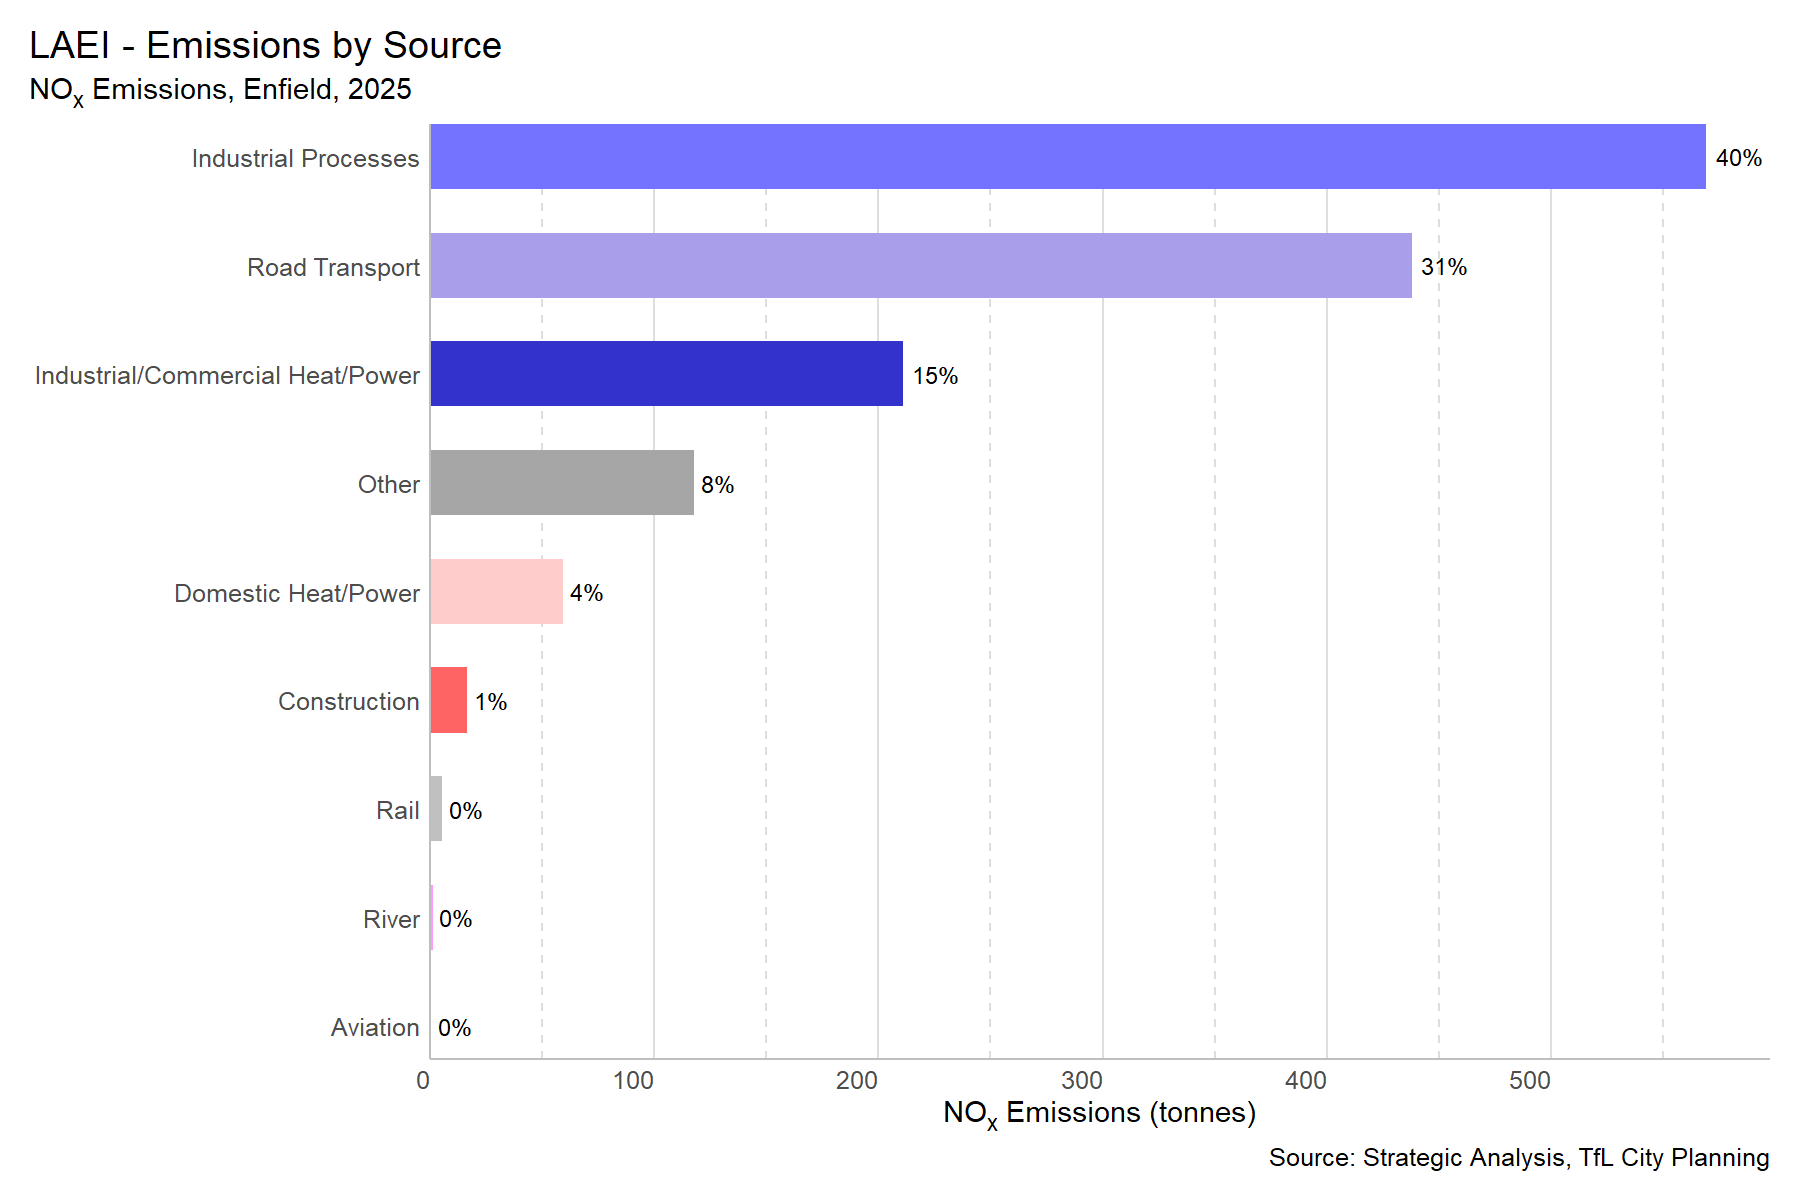 LAEI - Emissions by Source
NOx Emissions, Enfield, 2025
Industrial Processes 40%
Road Transport 31%
Industrial/Commercial Heat/Power 15%
Other 8%
Domestic Heat/Power 4%
Construction 1%
Rail 0%
River 0%
Aviation 0%
0 100 200 300 400 500
NOx Emissions (tonnes)
Source: Strategic Analysis, TfL City Planning